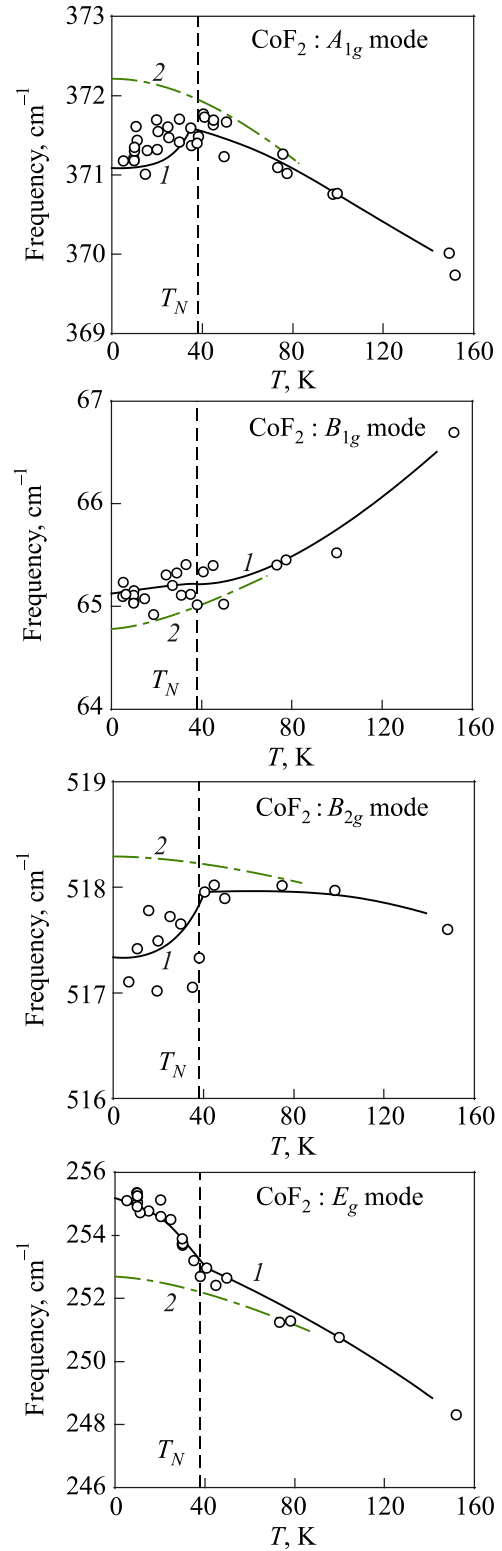 373
CoF₂ : A₁g mode
2
372
Frequency, cm⁻¹
371
1
370
T_N
369
0 40 80 120 160
T, K
67
CoF₂ : B₁g mode
66
Frequency, cm⁻¹
1
65
2
T_N
64
0 40 80 120 160
T, K
519
CoF₂ : B₂g mode
2
518
Frequency, cm⁻¹
1
517
T_N
516
0 40 80 120 160
T, K
256
CoF₂ : E_g mode
254
Frequency, cm⁻¹
1
252
2
250
248
T_N
246
0 40 80 120 160
T, K